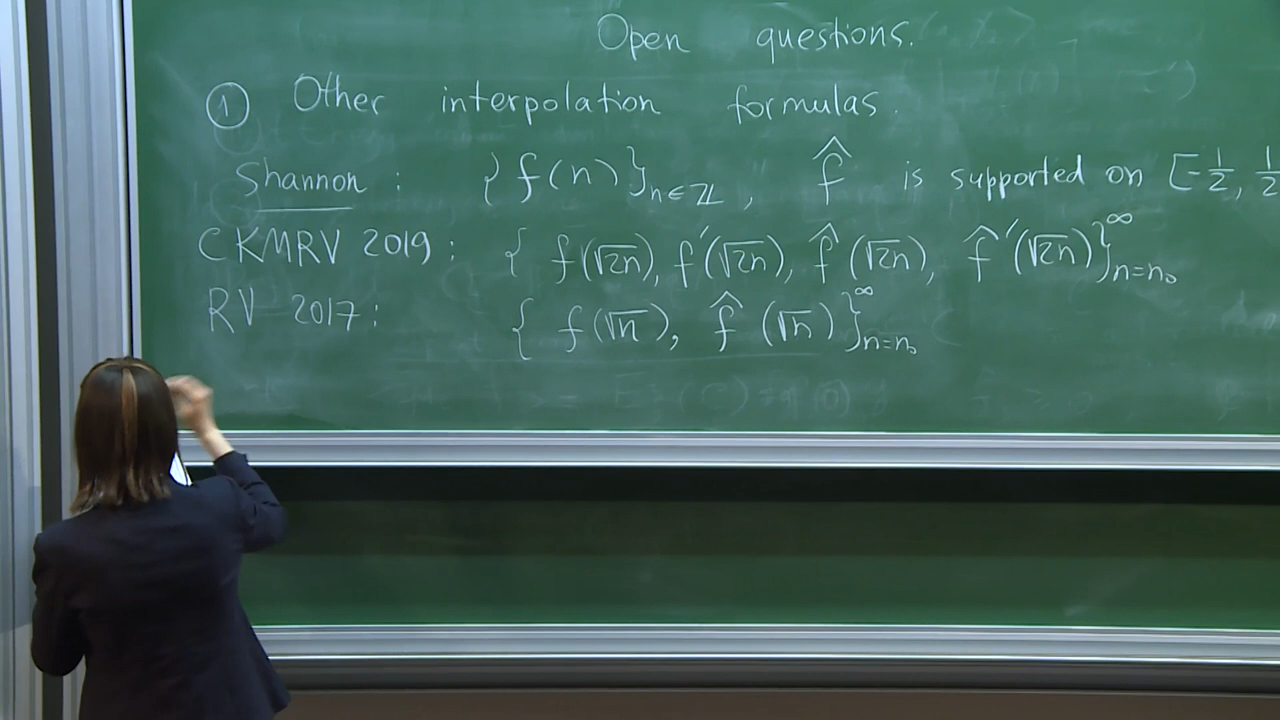 Open questions.
① Other interpolation formulas.
Shannon : {f(n)}_{n∈ℤ}, f̂ is supported on [-1/2, 1/2
CKMRV 2019 : { f(√2n), f′(√2n), f̂(√2n), f̂′(√2n)}_{n=n₀}^∞
RV 2017 : { f(√n), f̂(√n)}_{n=n₀}^∞